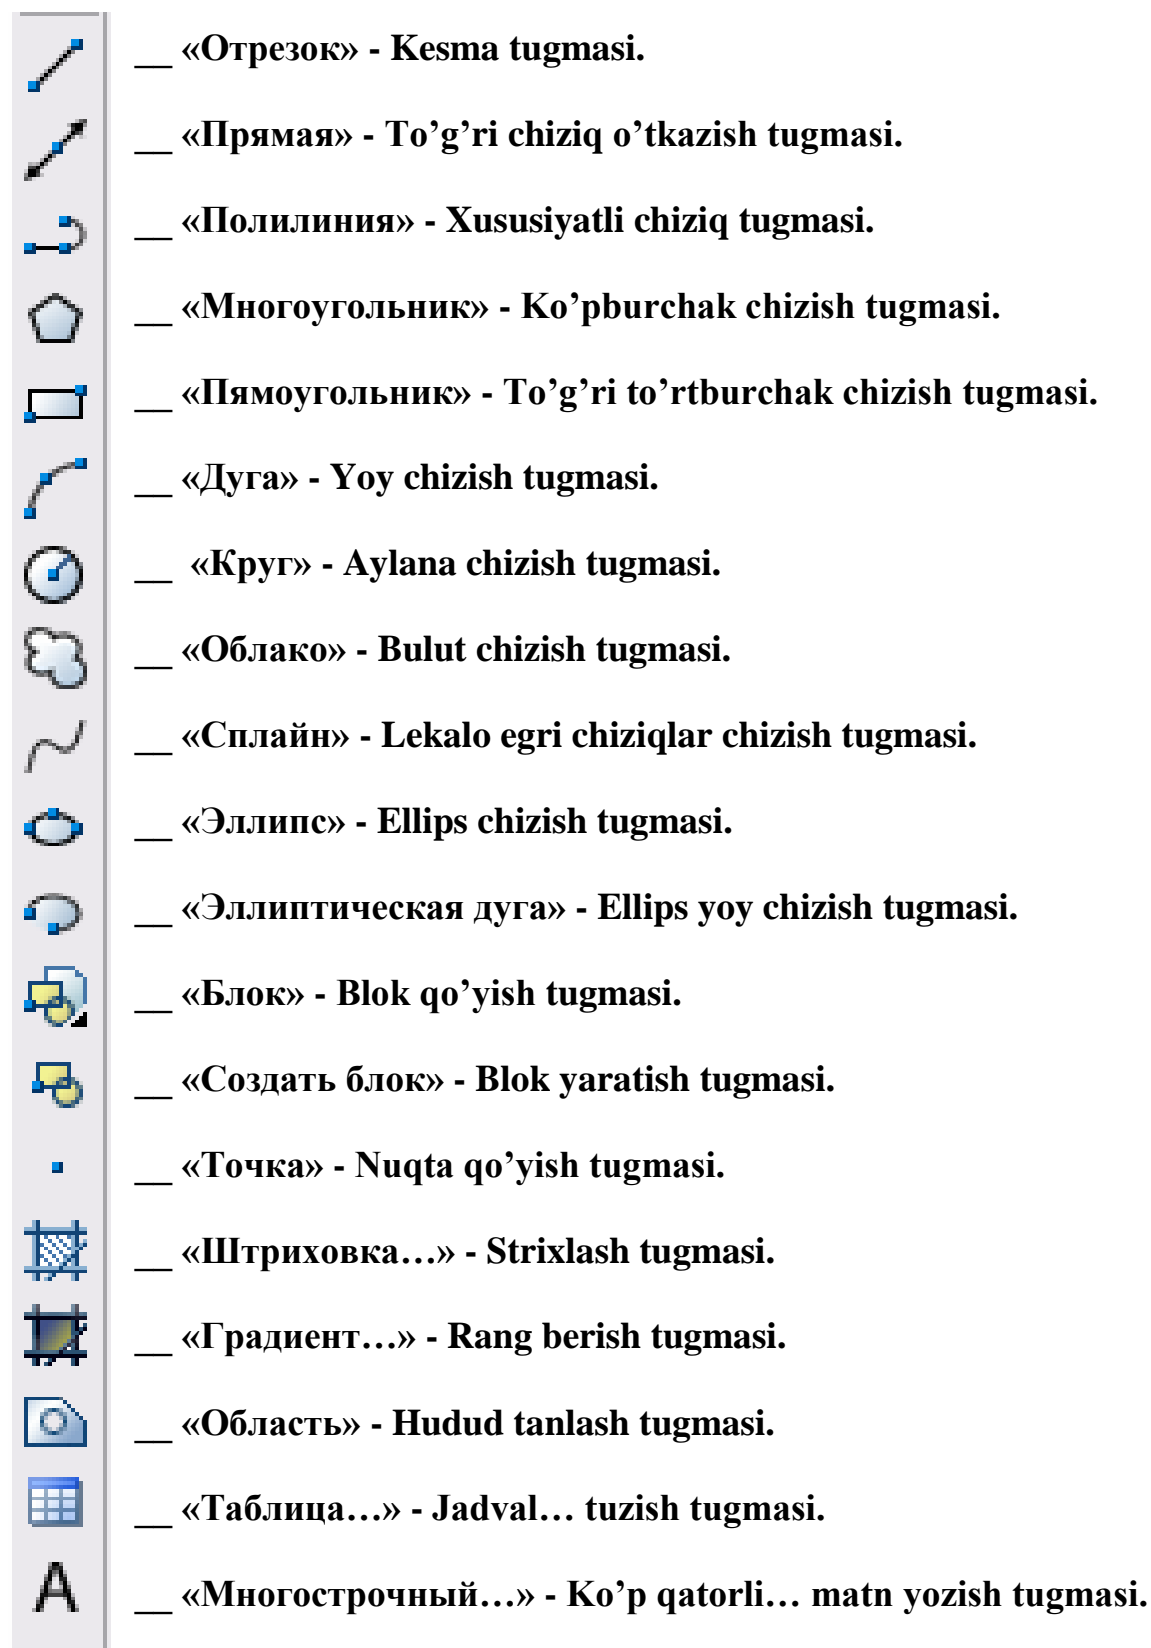 __ «Отрезок» - Kesma tugmasi.
__ «Прямая» - To’g’ri chiziq o’tkazish tugmasi.
__ «Полилиния» - Xususiyatli chiziq tugmasi.
__ «Многоугольник» - Ko’pburchak chizish tugmasi.
__ «Пямоугольник» - To’g’ri to’rtburchak chizish tugmasi.
__ «Дуга» - Yoy chizish tugmasi.
__ «Круг» - Aylana chizish tugmasi.
__ «Облако» - Bulut chizish tugmasi.
__ «Сплайн» - Lekalo egri chiziqlar chizish tugmasi.
__ «Эллипс» - Ellips chizish tugmasi.
__ «Эллиптическая дуга» - Ellips yoy chizish tugmasi.
__ «Блок» - Blok qo’yish tugmasi.
__ «Создать блок» - Blok yaratish tugmasi.
__ «Точка» - Nuqta qo’yish tugmasi.
__ «Штриховка…» - Strixlash tugmasi.
__ «Градиент…» - Rang berish tugmasi.
__ «Область» - Hudud tanlash tugmasi.
__ «Таблица…» - Jadval… tuzish tugmasi.
A __ «Многострочный…» - Ko’p qatorli… matn yozish tugmasi.